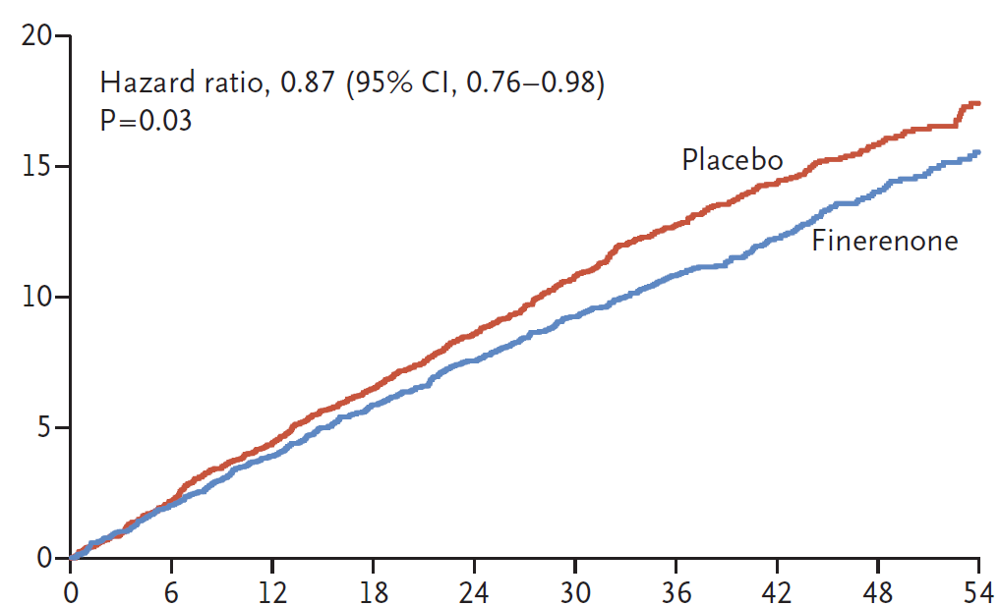 20
Hazard ratio, 0.87 (95% CI, 0.76–0.98)
P=0.03
15
Placebo
Finerenone
10
5
0
0 6 12 18 24 30 36 42 48 54